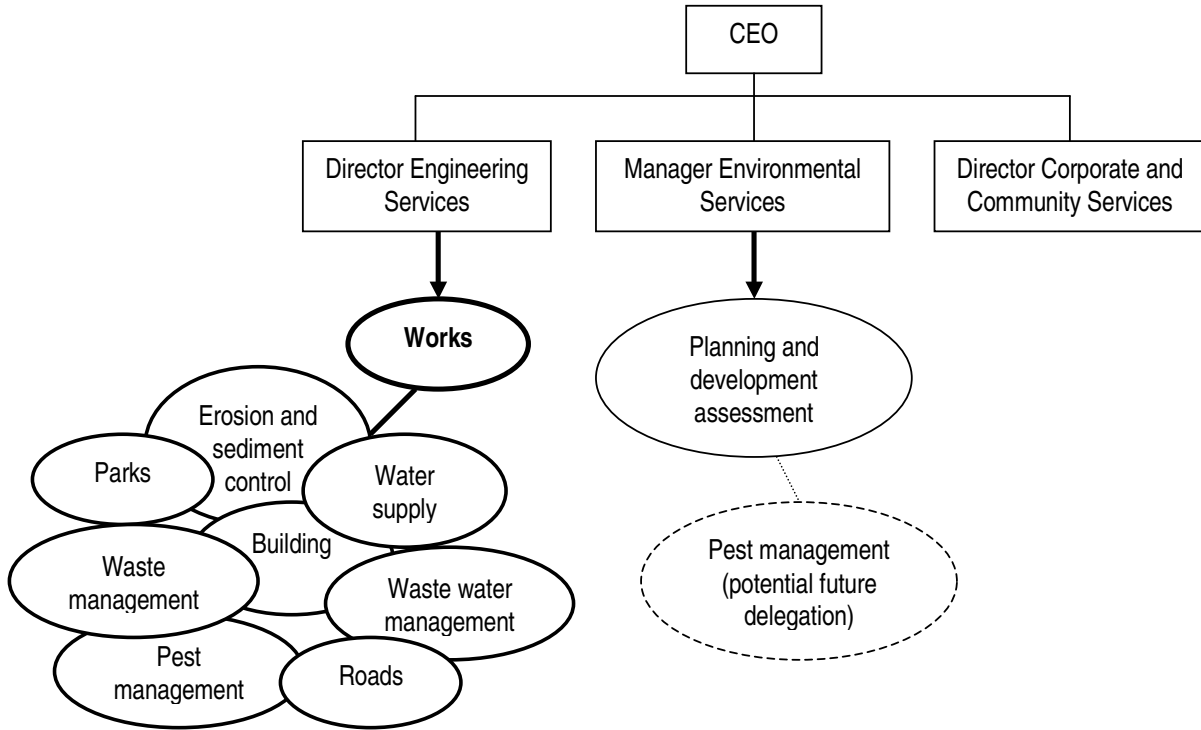 CEO
Director Engineering
Services
Manager Environmental
Services
Director Corporate and
Community Services
Works
Planning and
development
assessment
Erosion and
sediment
control
Parks
Water
supply
Building
Waste
management
Waste water
management
Pest management
(potential future
delegation)
Pest
management
Roads